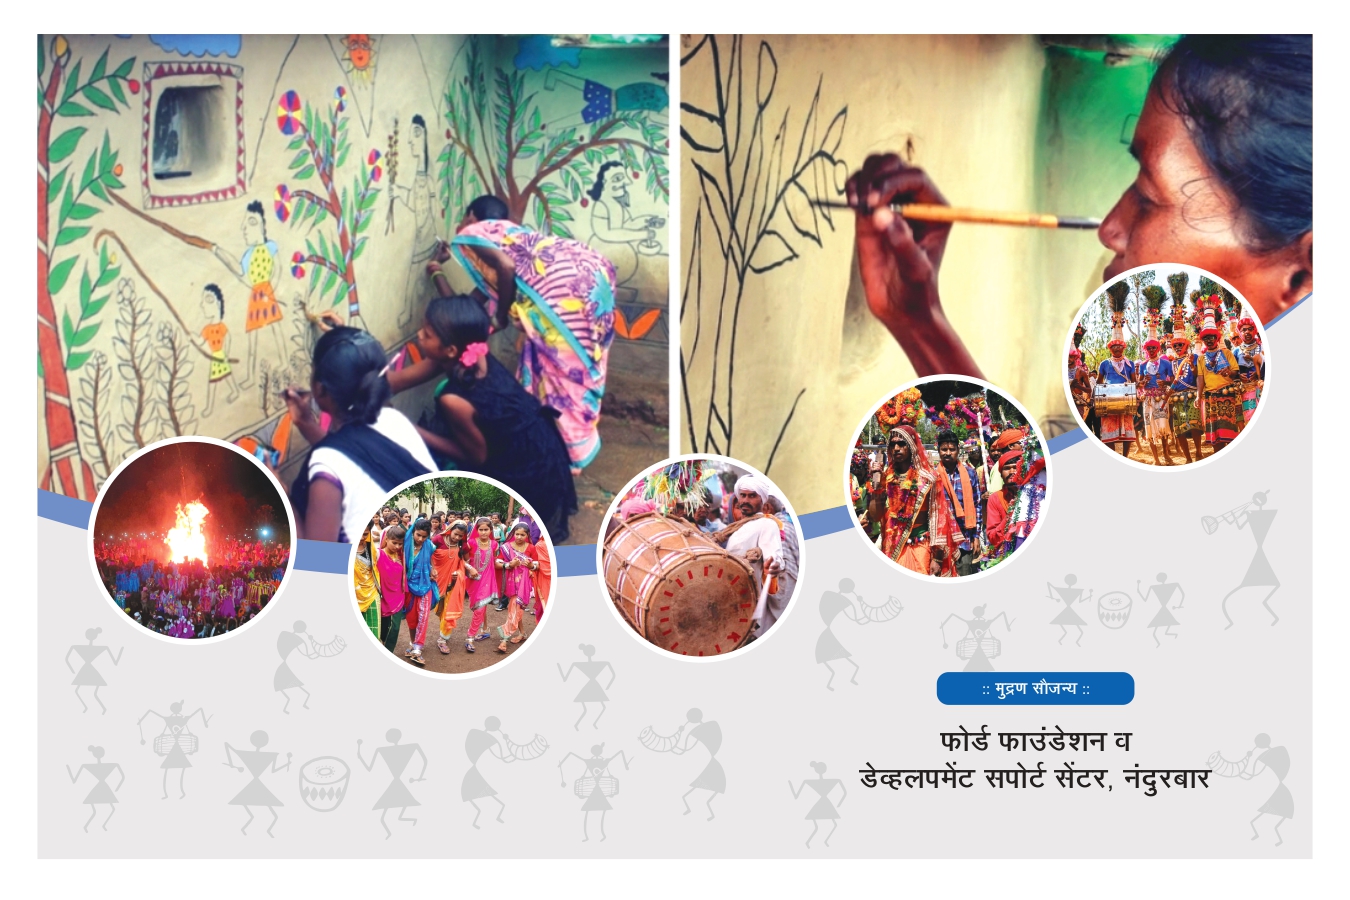 :: मुद्रण सौजन्य ::
फोर्ड फाउंडेशन व
डेव्हलपमेंट सपोर्ट सेंटर, नंदुरबार